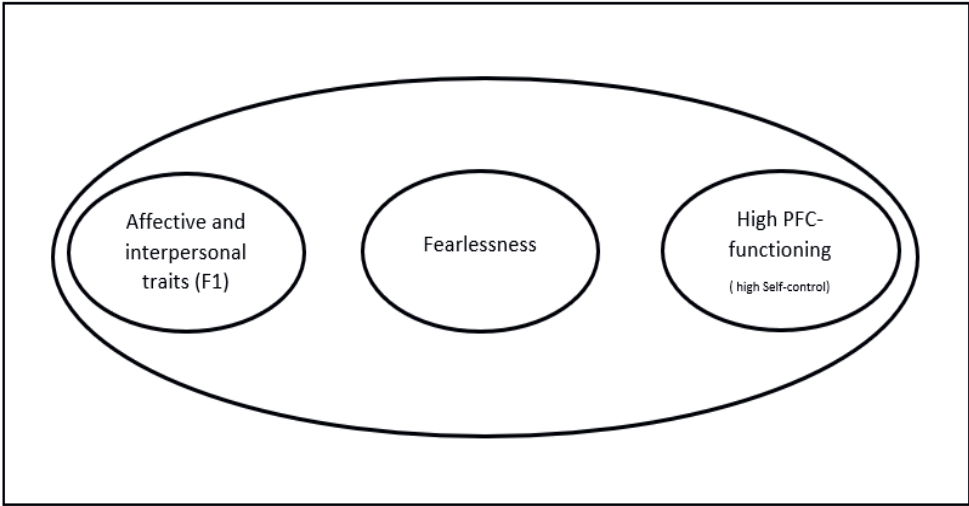 Affective and
interpersonal
traits (F1)
Fearlessness
High PFC-
functioning
( high Self-control)